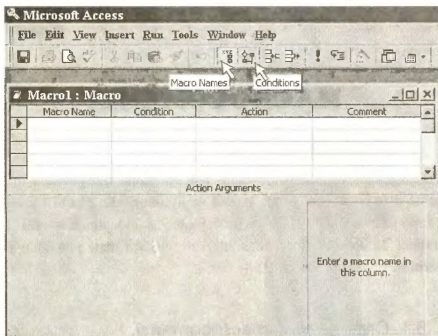 Microsoft Access
File Edit View Insert Run Tools Window Help
Macro Names Conditions
Macro1 : Macro
Macro Name Condition Action Comment
Action Arguments
Enter a macro name in
this column.